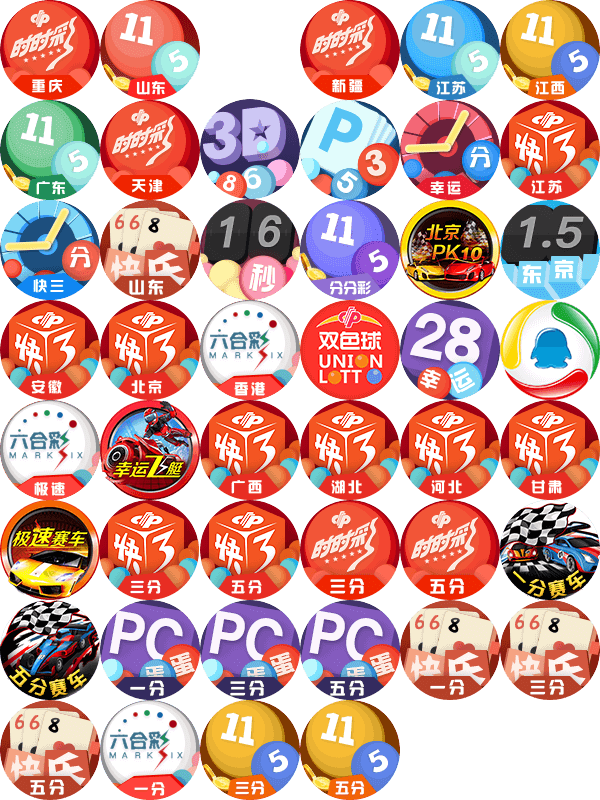 时时彩
重庆
11
5
山东
时时彩
新疆
11
5
江苏
11
5
江西
11
5
广东
时时彩
天津
3D
86
P
3
5
分
幸运
快3
江苏
分
快三
668
快乐
山东
16
秒
11
5
分分彩
北京
PK10
1.5
东京
快3
安徽
快3
北京
六合彩
MARK SIX
香港
双色球
UNION
LOTTO
28
幸运
六合彩
MARK SIX
极速
幸运飞艇
快3
广西
快3
湖北
快3
河北
快3
甘肃
极速赛车
快3
三分
快3
五分
时时彩
三分
时时彩
五分
一分赛车
五分赛车
PC
蛋蛋
一分
PC
蛋蛋
三分
PC
蛋蛋
五分
668
快乐
一分
668
快乐
三分
668
快乐
五分
六合彩
MARK SIX
一分
11
5
三分
11
5
五分